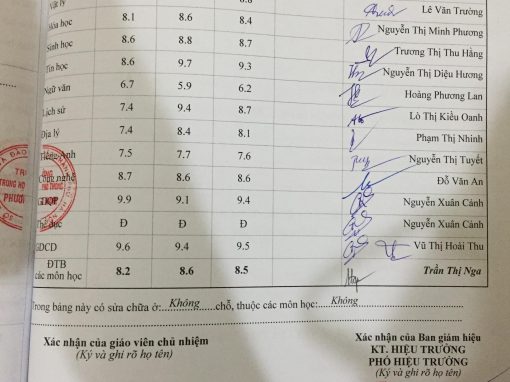 Vật lý 8.8 Lê Văn Trường
Hóa học 8.1 8.6 8.4 Nguyễn Thị Minh Phương
Sinh học 8.6 8.8 8.7 Trương Thị Thu Hằng
Tin học 8.6 9.7 9.3 Nguyễn Thị Diệu Hương
Ngữ văn 6.7 5.9 6.2 Hoàng Phương Lan
Lịch sử 7.4 9.4 8.7 Lò Thị Kiều Oanh
Địa lý 7.4 8.4 8.1 Phạm Thị Nhinh
Tiếng Anh 7.5 7.7 7.6 Nguyễn Thị Tuyết
Công nghệ 8.7 8.6 8.6 Đỗ Văn An
GDQP 9.9 9.1 9.4 Nguyễn Xuân Cảnh
Thể dục Đ Đ Đ Nguyễn Xuân Cảnh
GDCD 9.6 9.4 9.5 Vũ Thị Hoài Thu
ĐTB
các môn học 8.2 8.6 8.5 Trần Thị Nga
Trong bảng này có sửa chữa ở: Không chỗ, thuộc các môn học: Không
Xác nhận của giáo viên chủ nhiệm
(Ký và ghi rõ họ tên)
Xác nhận của Ban giám hiệu
KT. HIỆU TRƯỞNG
PHÓ HIỆU TRƯỞNG
(Ký và ghi rõ họ tên)